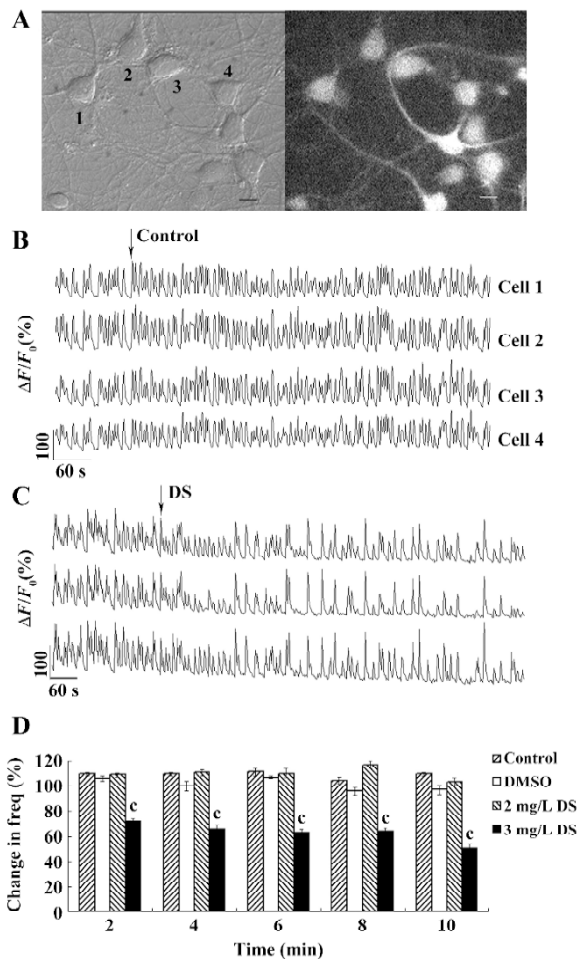 A
1
2
3
4
B
Control
Cell 1
Cell 2
Cell 3
Cell 4
ΔF/F0(%)
100
60 s
C
DS
ΔF/F0(%)
100
60 s
D
Change in freq (%)
120
100
80
60
40
20
0
c
c
c
c
c
Control
DMSO
2 mg/L DS
3 mg/L DS
2 4 6 8 10
Time (min)